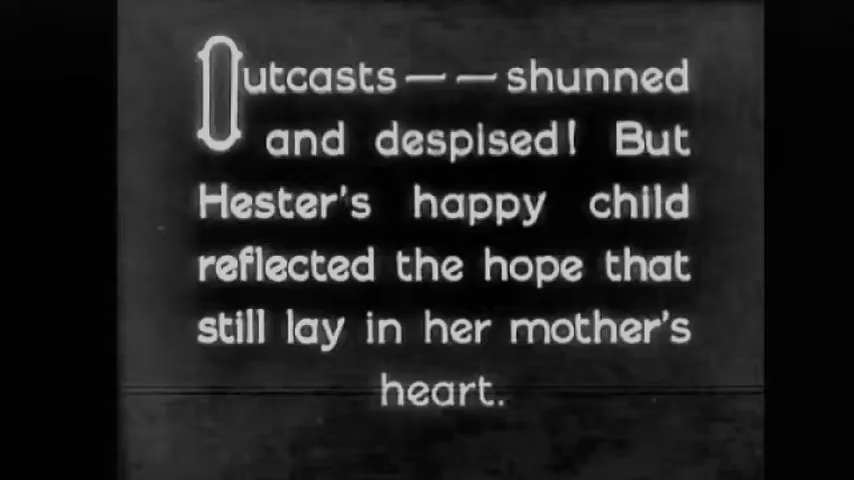 Outcasts — — shunned
and despised! But
Hester's happy child
reflected the hope that
still lay in her mother's
heart.